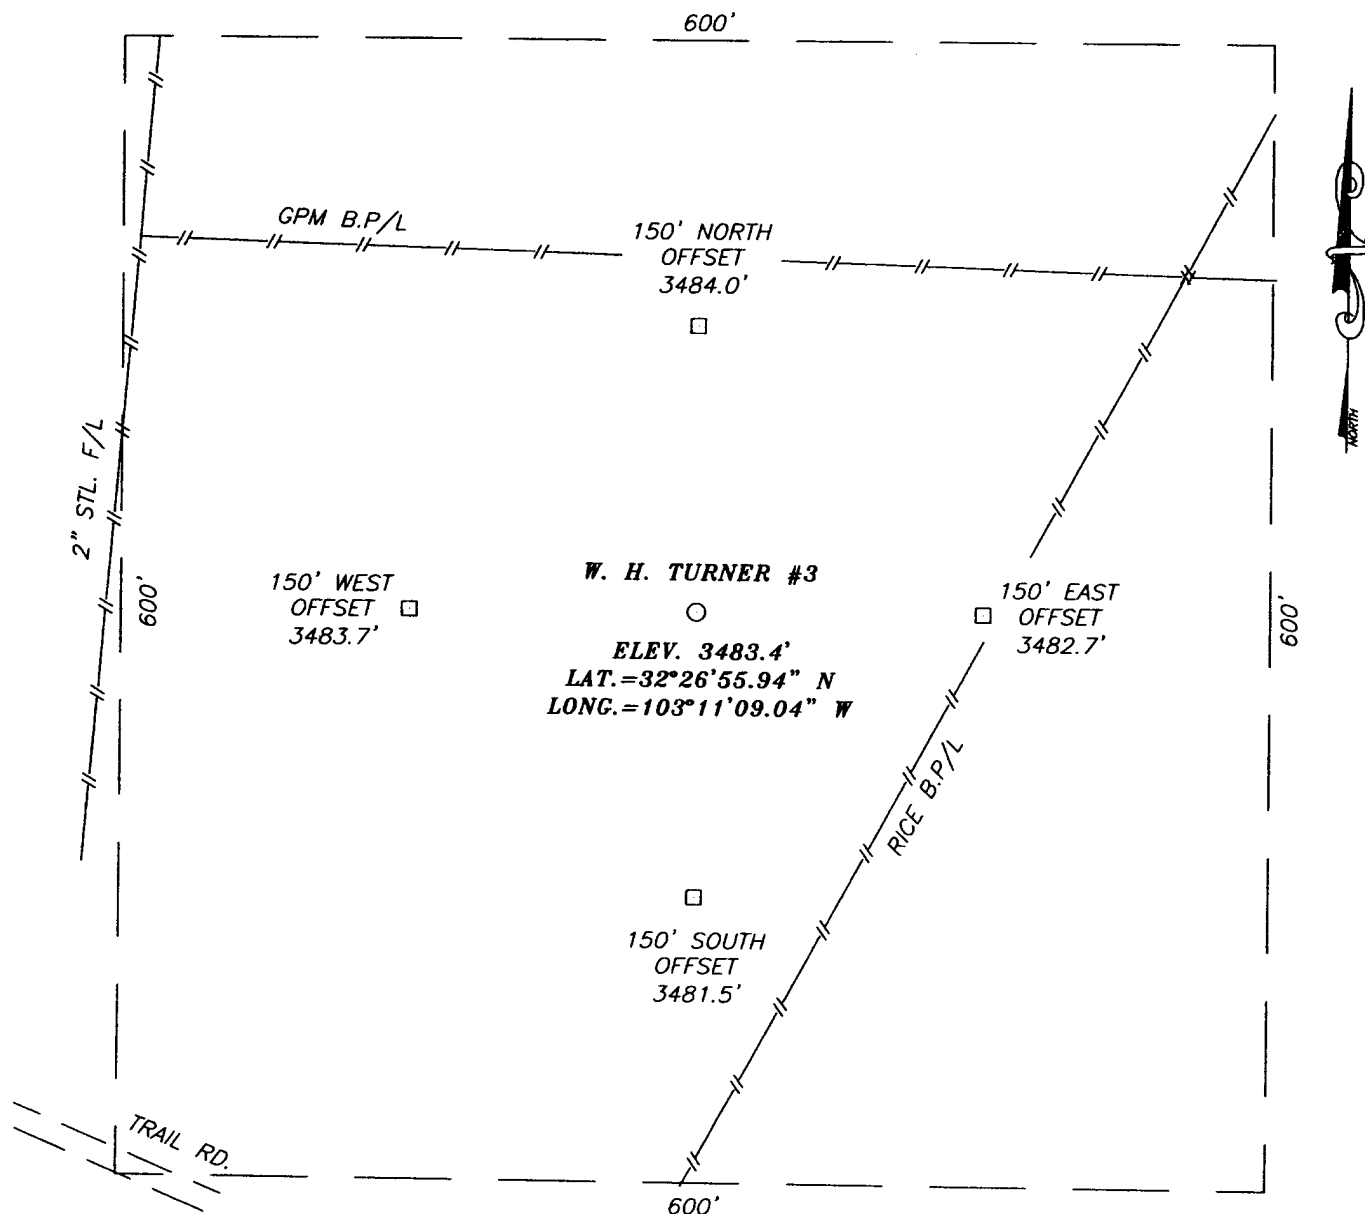 600'
GPM B.P/L
150' NORTH
OFFSET
3484.0'
NORTH
2" STL. F/L
600'
150' WEST
OFFSET
3483.7'
W. H. TURNER #3
ELEV. 3483.4'
LAT.=32°26'55.94" N
LONG.=103°11'09.04" W
150' EAST
OFFSET
3482.7'
600'
RICE B.P/L
150' SOUTH
OFFSET
3481.5'
TRAIL RD.
600'